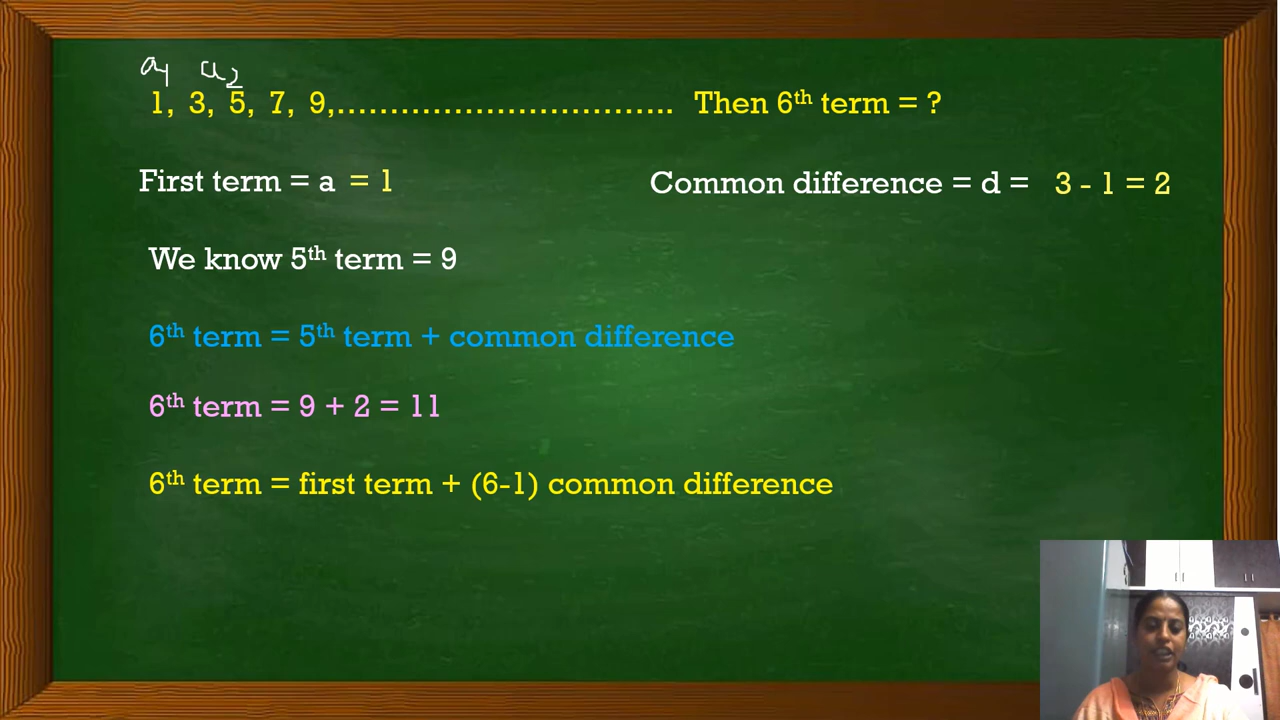 a1 a2
1, 3, 5, 7, 9,................................ Then 6th term = ?
First term = a = 1 Common difference = d = 3 - 1 = 2
We know 5th term = 9
6th term = 5th term + common difference
6th term = 9 + 2 = 11
6th term = first term + (6-1) common difference